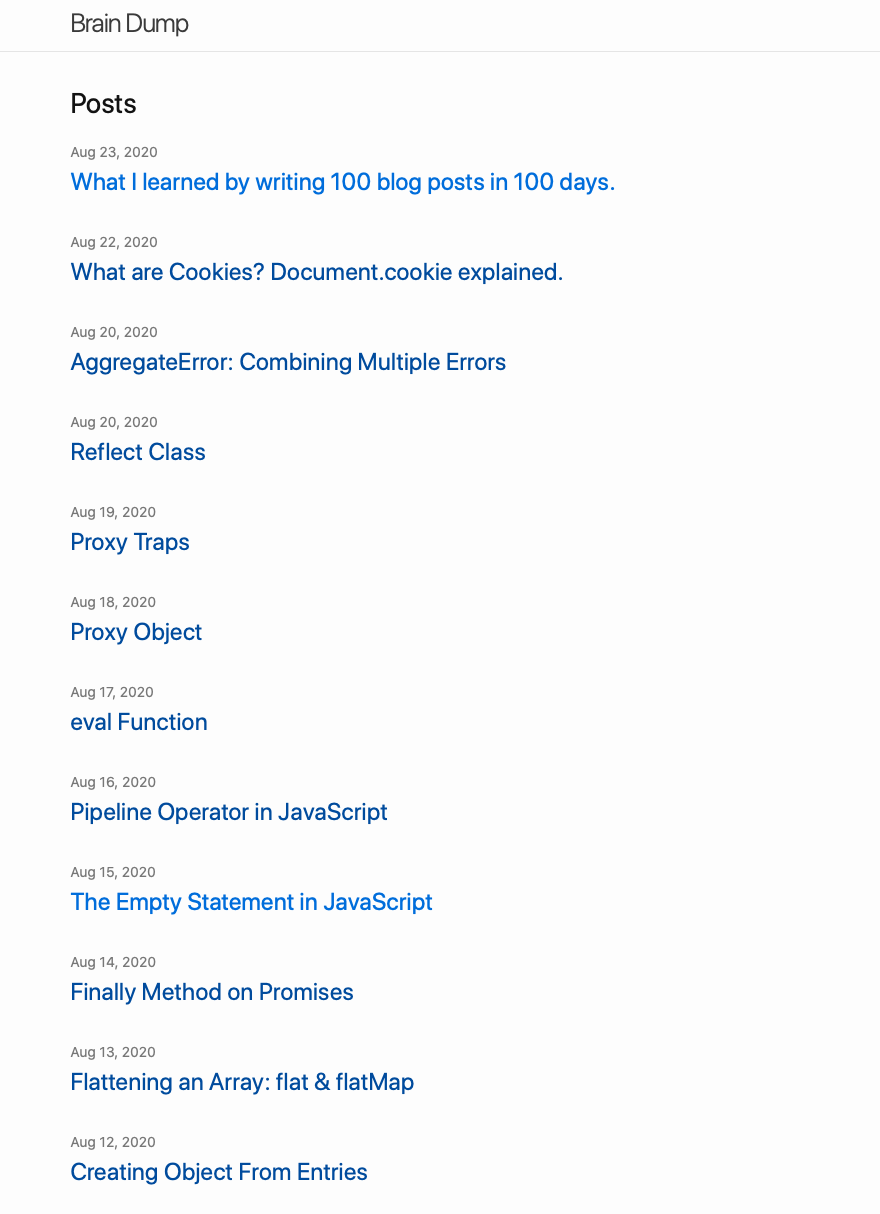 Brain Dump
Posts
Aug 23, 2020
What I learned by writing 100 blog posts in 100 days.
Aug 22, 2020
What are Cookies? Document.cookie explained.
Aug 20, 2020
AggregateError: Combining Multiple Errors
Aug 20, 2020
Reflect Class
Aug 19, 2020
Proxy Traps
Aug 18, 2020
Proxy Object
Aug 17, 2020
eval Function
Aug 16, 2020
Pipeline Operator in JavaScript
Aug 15, 2020
The Empty Statement in JavaScript
Aug 14, 2020
Finally Method on Promises
Aug 13, 2020
Flattening an Array: flat & flatMap
Aug 12, 2020
Creating Object From Entries